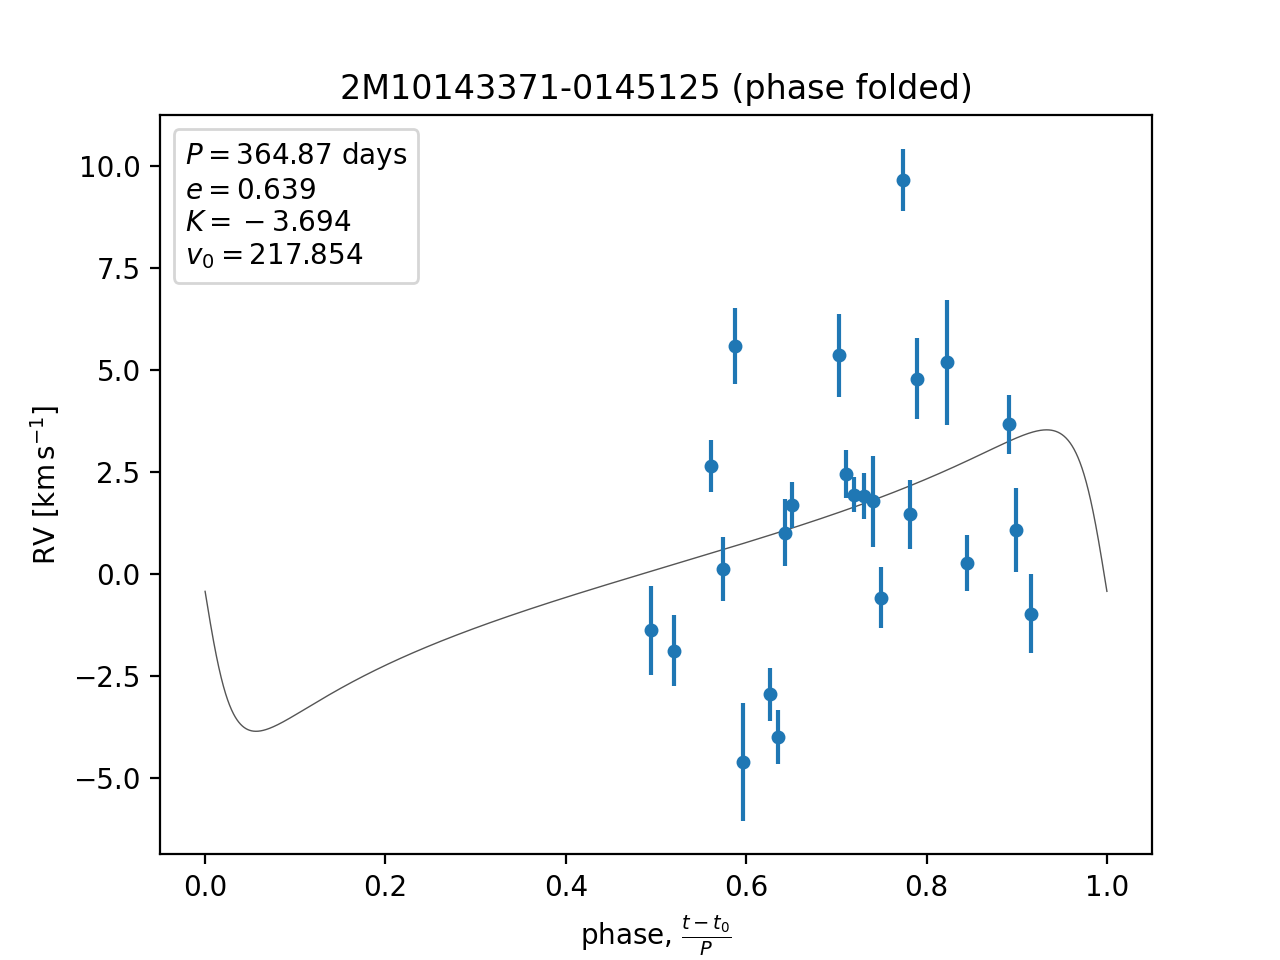 2M10143371-0145125 (phase folded)
P = 364.87 days
e = 0.639
K = −3.694
v₀ = 217.854
10.0
7.5
5.0
2.5
0.0
−2.5
−5.0
RV [km s⁻¹]
0.0 0.2 0.4 0.6 0.8 1.0
phase, (t − t₀)/P